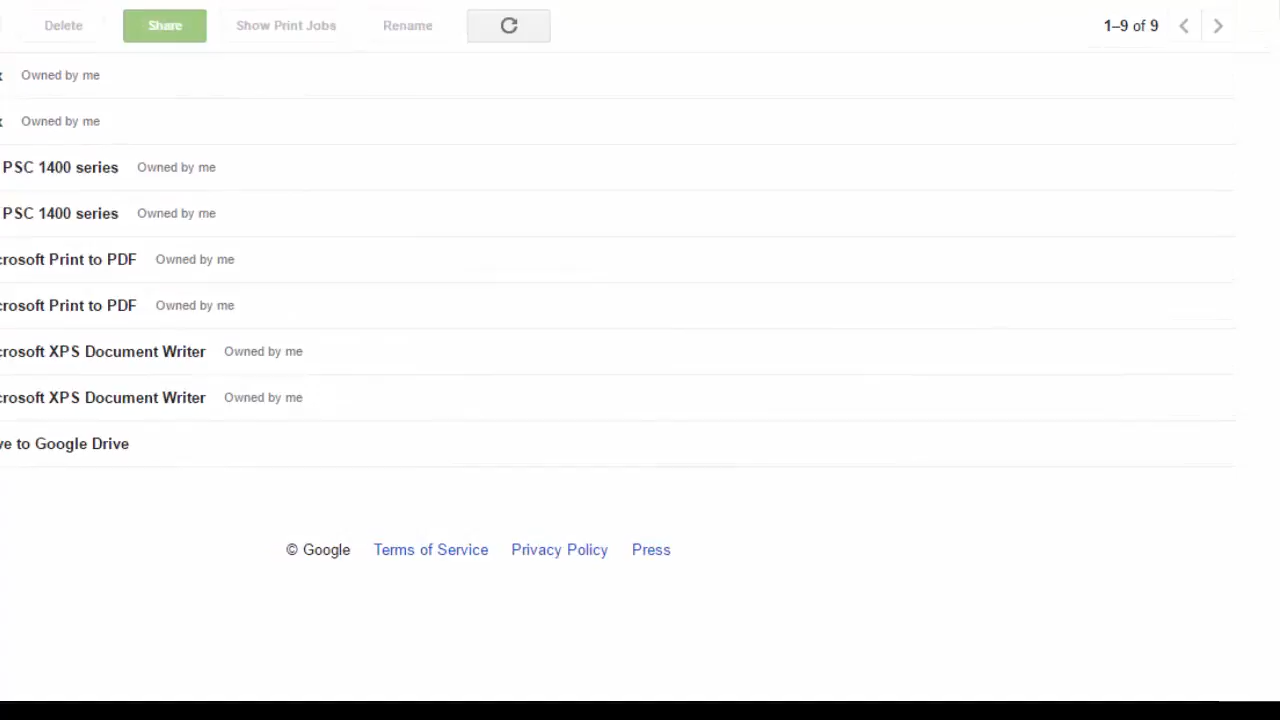 Delete Share Show Print Jobs Rename 1–9 of 9
Owned by me
Owned by me
PSC 1400 series Owned by me
PSC 1400 series Owned by me
crosoft Print to PDF Owned by me
crosoft Print to PDF Owned by me
crosoft XPS Document Writer Owned by me
crosoft XPS Document Writer Owned by me
ve to Google Drive
© Google Terms of Service Privacy Policy Press